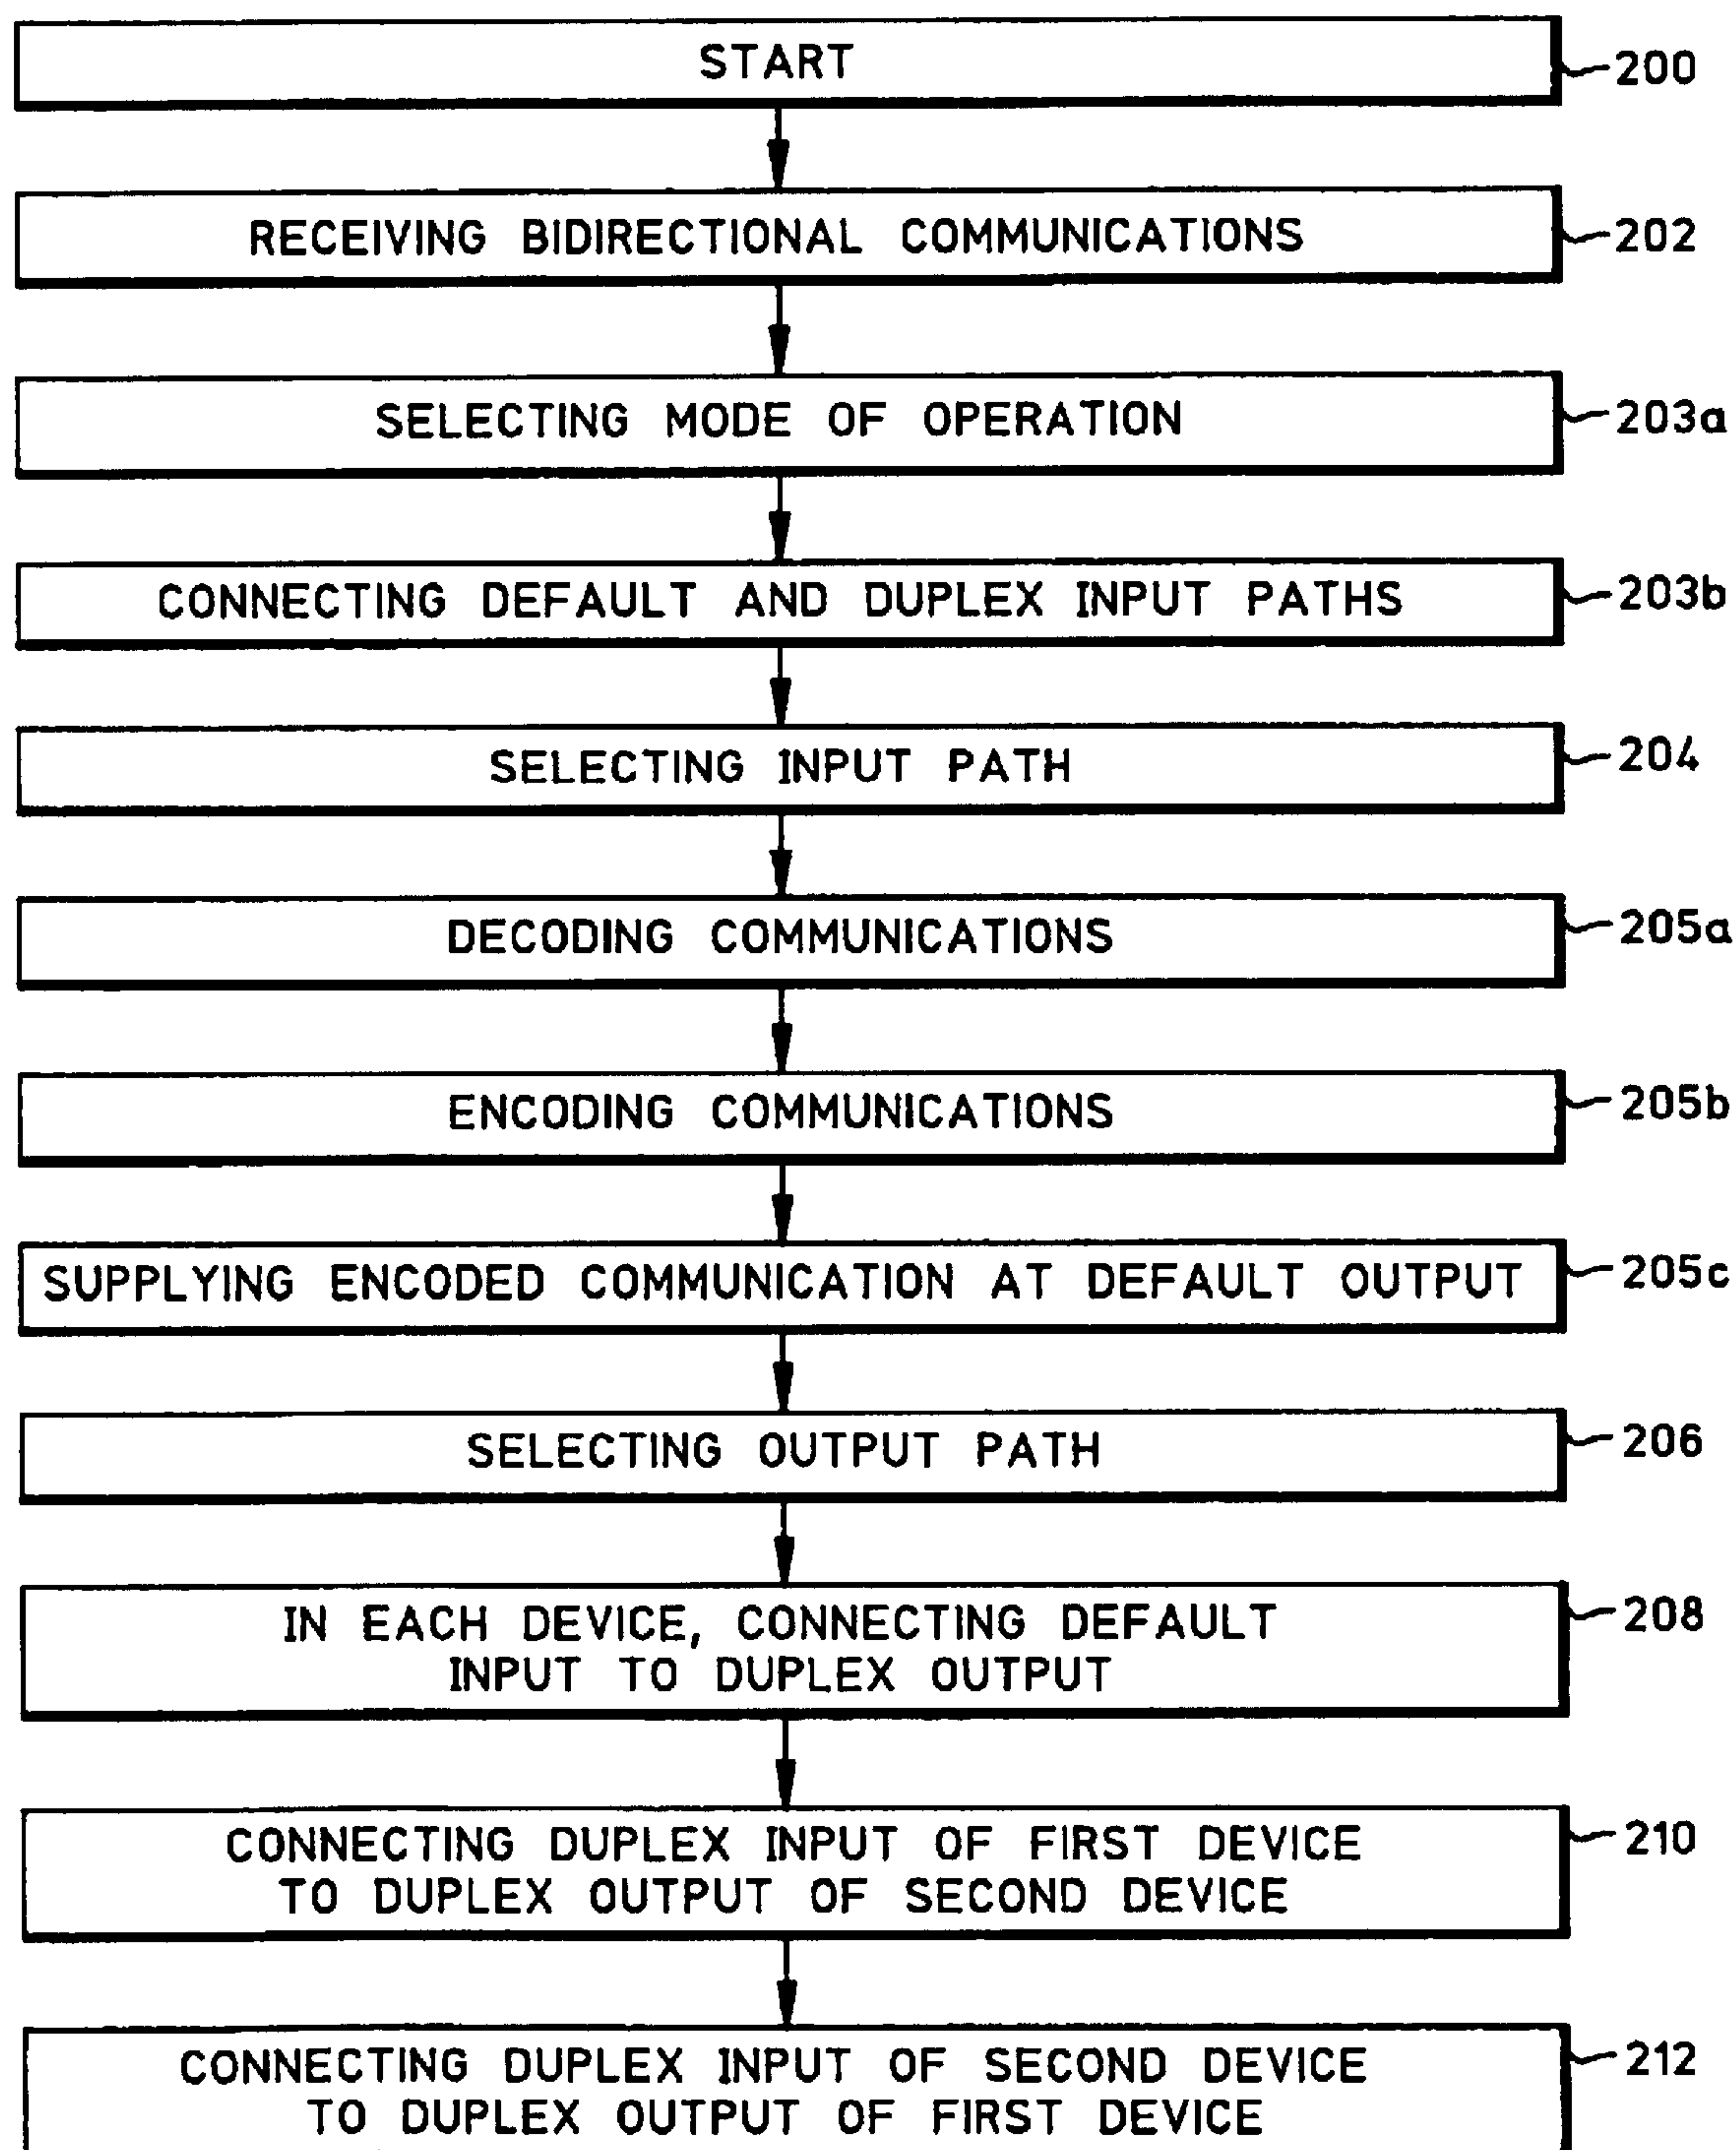 START
200
RECEIVING BIDIRECTIONAL COMMUNICATIONS
202
SELECTING MODE OF OPERATION
203a
CONNECTING DEFAULT AND DUPLEX INPUT PATHS
203b
SELECTING INPUT PATH
204
DECODING COMMUNICATIONS
205a
ENCODING COMMUNICATIONS
205b
SUPPLYING ENCODED COMMUNICATION AT DEFAULT OUTPUT
205c
SELECTING OUTPUT PATH
206
IN EACH DEVICE, CONNECTING DEFAULT
INPUT TO DUPLEX OUTPUT
208
CONNECTING DUPLEX INPUT OF FIRST DEVICE
TO DUPLEX OUTPUT OF SECOND DEVICE
210
CONNECTING DUPLEX INPUT OF SECOND DEVICE
TO DUPLEX OUTPUT OF FIRST DEVICE
212